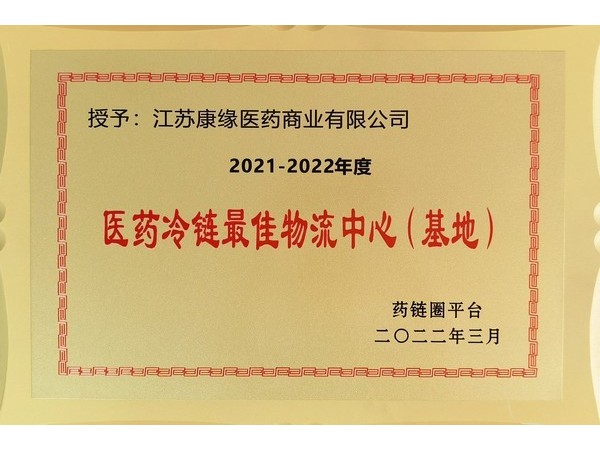 授予：江苏康缘医药商业有限公司
2021-2022年度
医药冷链最佳物流中心（基地）
药链圈平台
二〇二二年三月